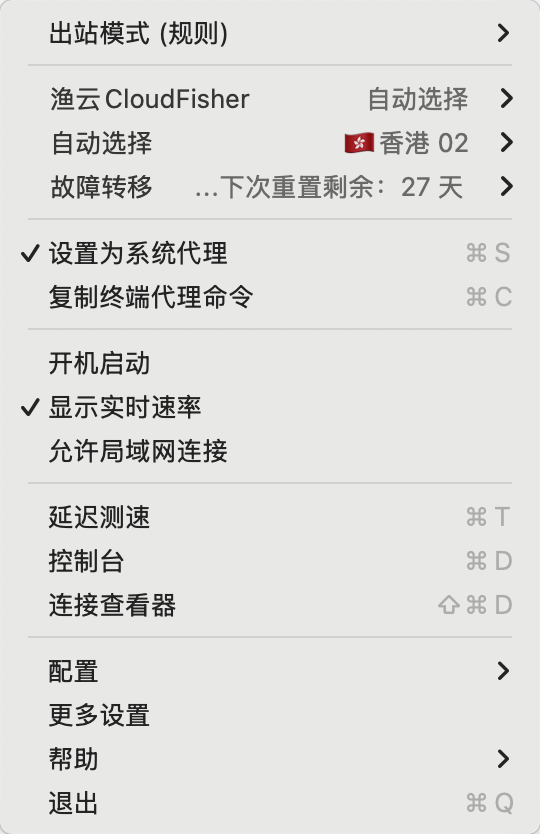 出站模式 (规则)
渔云CloudFisher 自动选择
自动选择 🇭🇰香港 02
故障转移 ...下次重置剩余：27 天
设置为系统代理 ⌘ S
复制终端代理命令 ⌘ C
开机启动
显示实时速率
允许局域网连接
延迟测速 ⌘ T
控制台 ⌘ D
连接查看器 ⇧ ⌘ D
配置
更多设置
帮助
退出 ⌘ Q